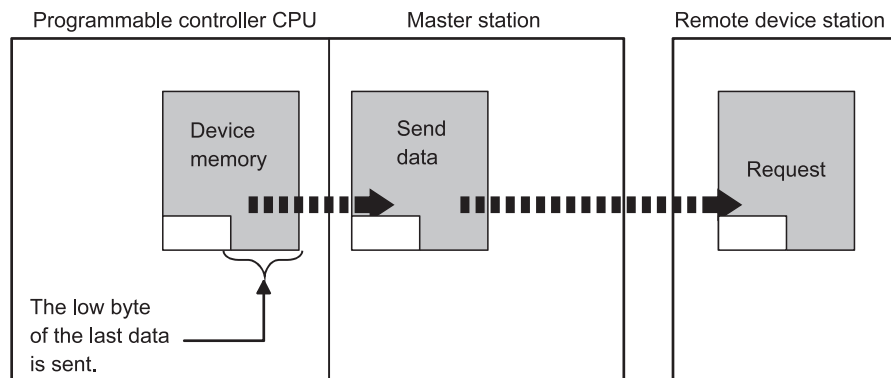 Programmable controller CPU
Master station
Remote device station
Device
memory
Send
data
Request
The low byte
of the last data
is sent.